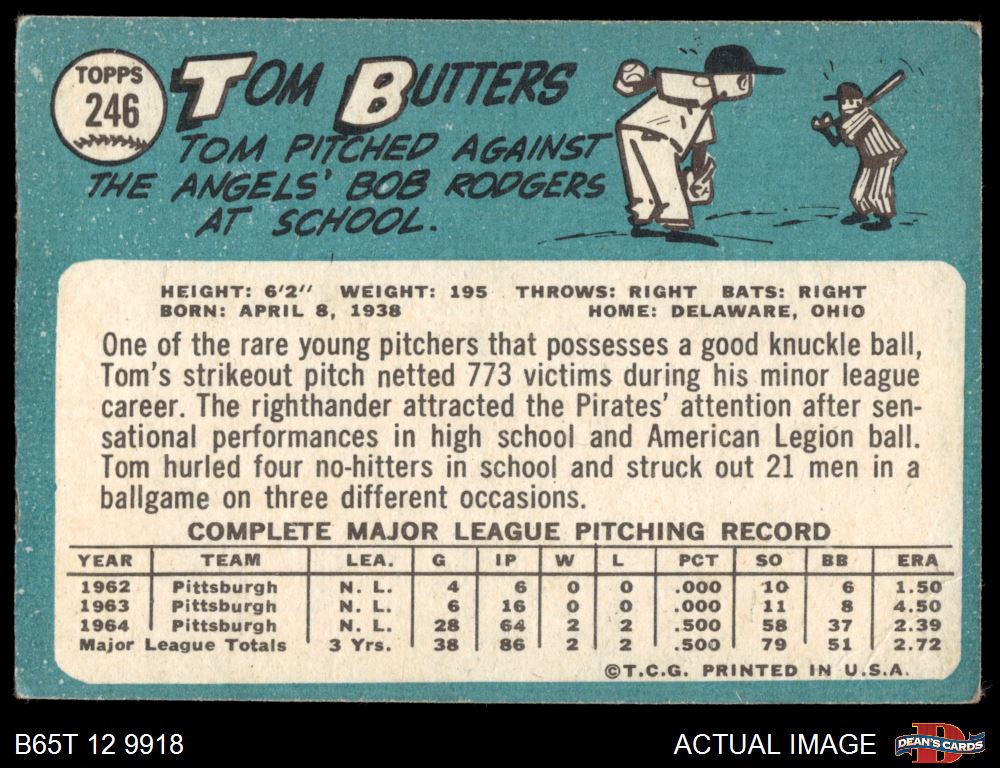 TOPPS
246
TOM BUTTERS
TOM PITCHED AGAINST
THE ANGELS' BOB RODGERS
AT SCHOOL.
HEIGHT: 6'2" WEIGHT: 195 THROWS: RIGHT BATS: RIGHT
BORN: APRIL 8, 1938 HOME: DELAWARE, OHIO
One of the rare young pitchers that possesses a good knuckle ball,
Tom's strikeout pitch netted 773 victims during his minor league
career. The righthander attracted the Pirates' attention after sen-
sational performances in high school and American Legion ball.
Tom hurled four no-hitters in school and struck out 21 men in a
ballgame on three different occasions.
COMPLETE MAJOR LEAGUE PITCHING RECORD
YEAR TEAM LEA. G IP W L PCT SO BB ERA
1962 Pittsburgh N. L. 4 6 0 0 .000 10 6 1.50
1963 Pittsburgh N. L. 6 16 0 0 .000 11 8 4.50
1964 Pittsburgh N. L. 28 64 2 2 .500 58 37 2.39
Major League Totals 3 Yrs. 38 86 2 2 .500 79 51 2.72
©T.C.G. PRINTED IN U.S.A.
B65T 12 9918 ACTUAL IMAGE
D
DEAN'S CARDS